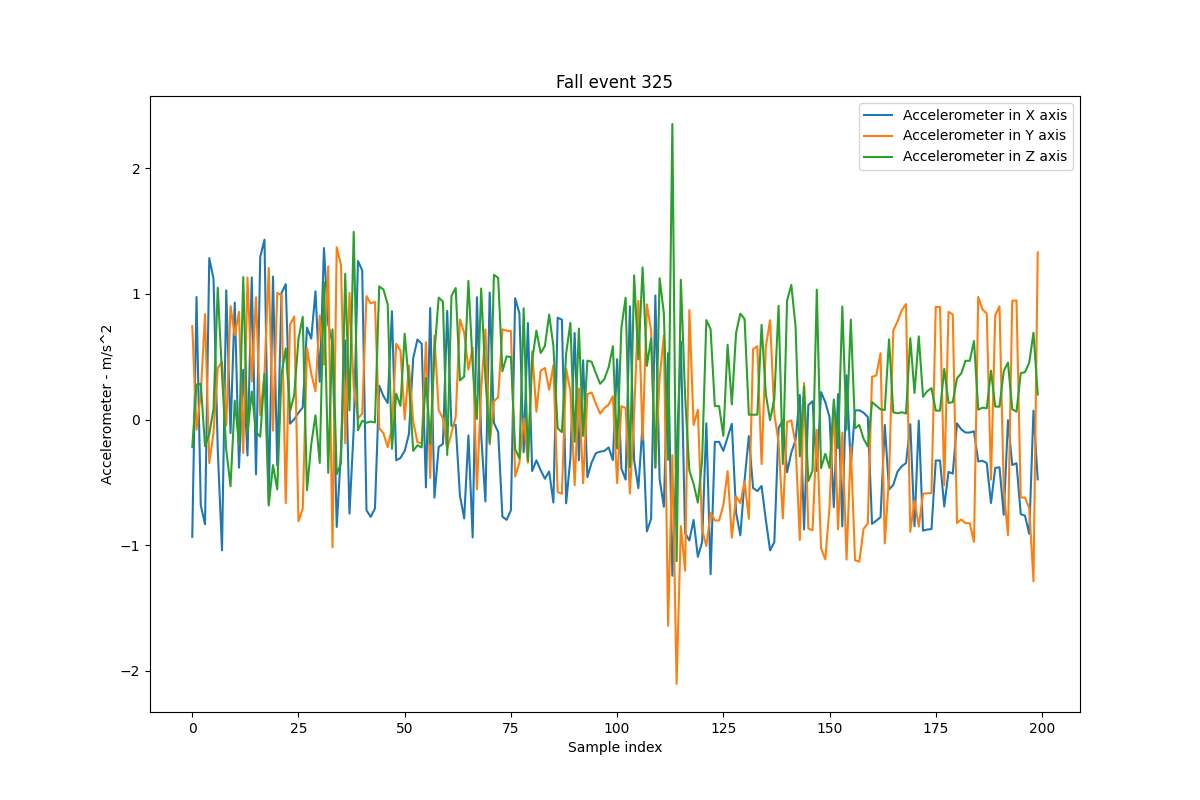 Fall event 325
Accelerometer in X axis
Accelerometer in Y axis
Accelerometer in Z axis
Accelerometer - m/s^2
2
1
0
−1
−2
0 25 50 75 100 125 150 175 200
Sample index